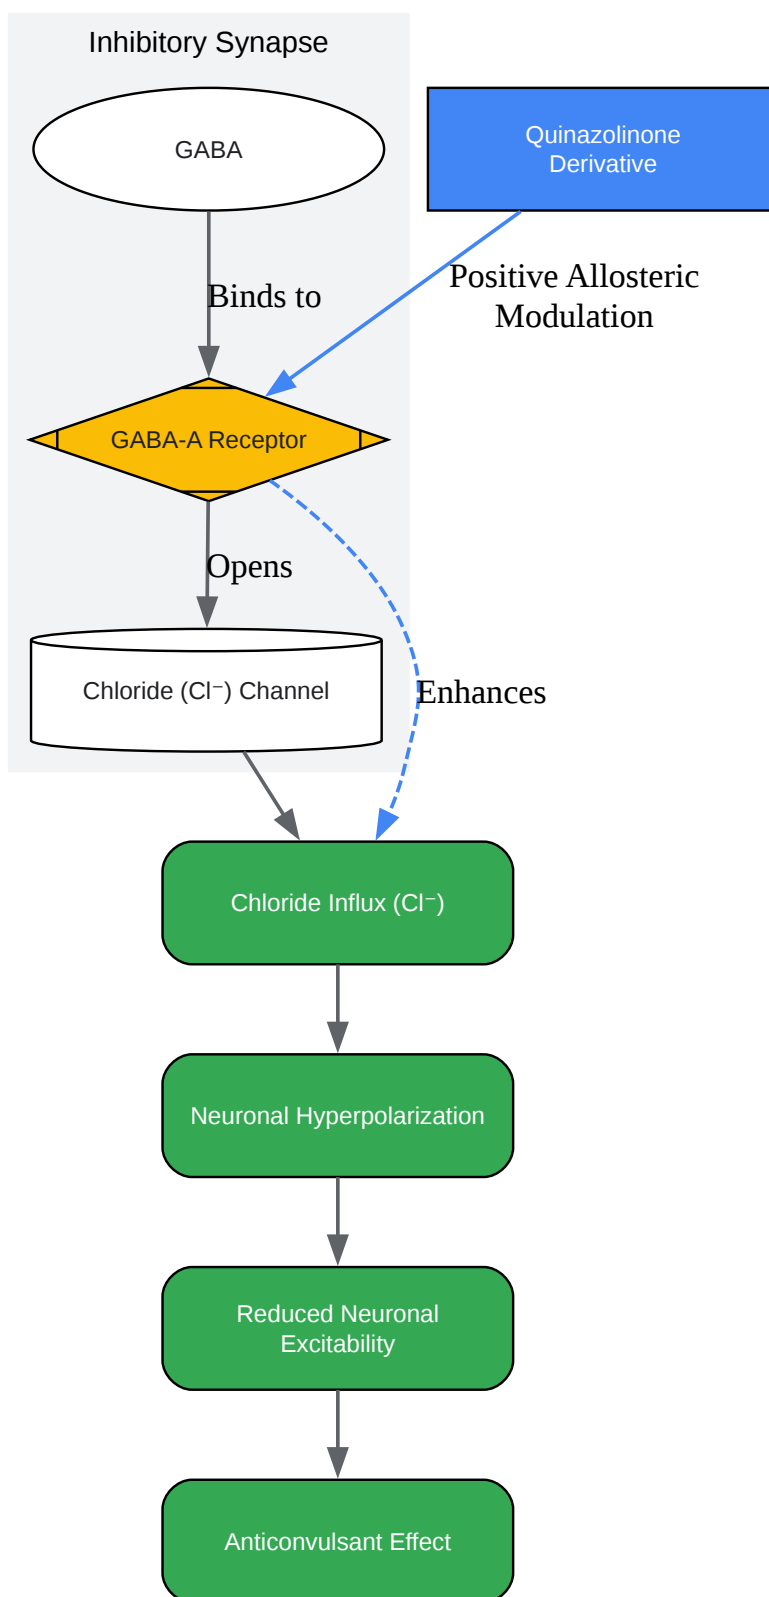 Inhibitory Synapse
GABA
Quinazolinone
Derivative
Binds to
Positive Allosteric
Modulation
GABA-A Receptor
Opens
Chloride (Cl⁻) Channel
Enhances
Chloride Influx (Cl⁻)
Neuronal Hyperpolarization
Reduced Neuronal
Excitability
Anticonvulsant Effect